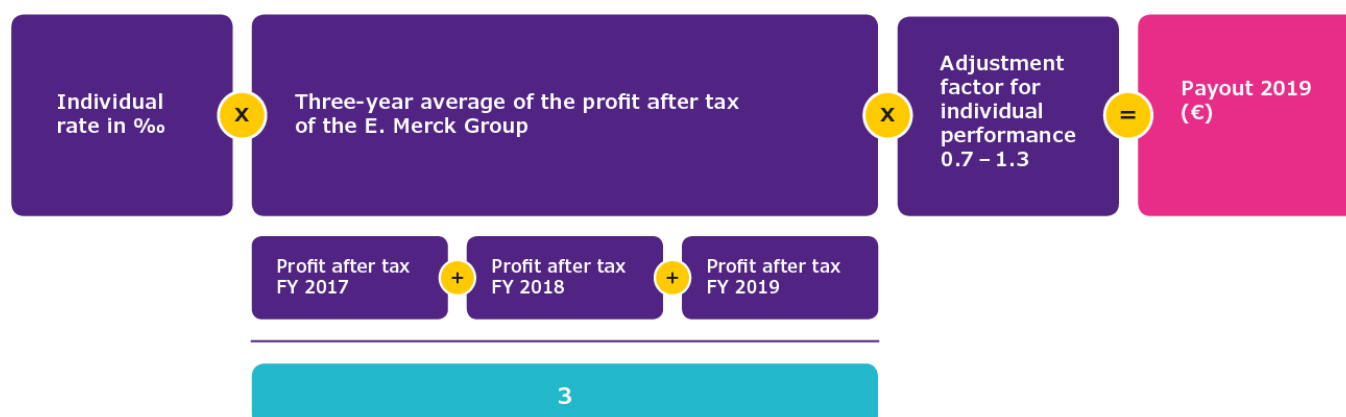 Individual
rate in ‰
x
Three-year average of the profit after tax
of the E. Merck Group
x
Adjustment
factor for
individual
performance
0.7 – 1.3
=
Payout 2019
(€)
Profit after tax
FY 2017
+
Profit after tax
FY 2018
+
Profit after tax
FY 2019
3